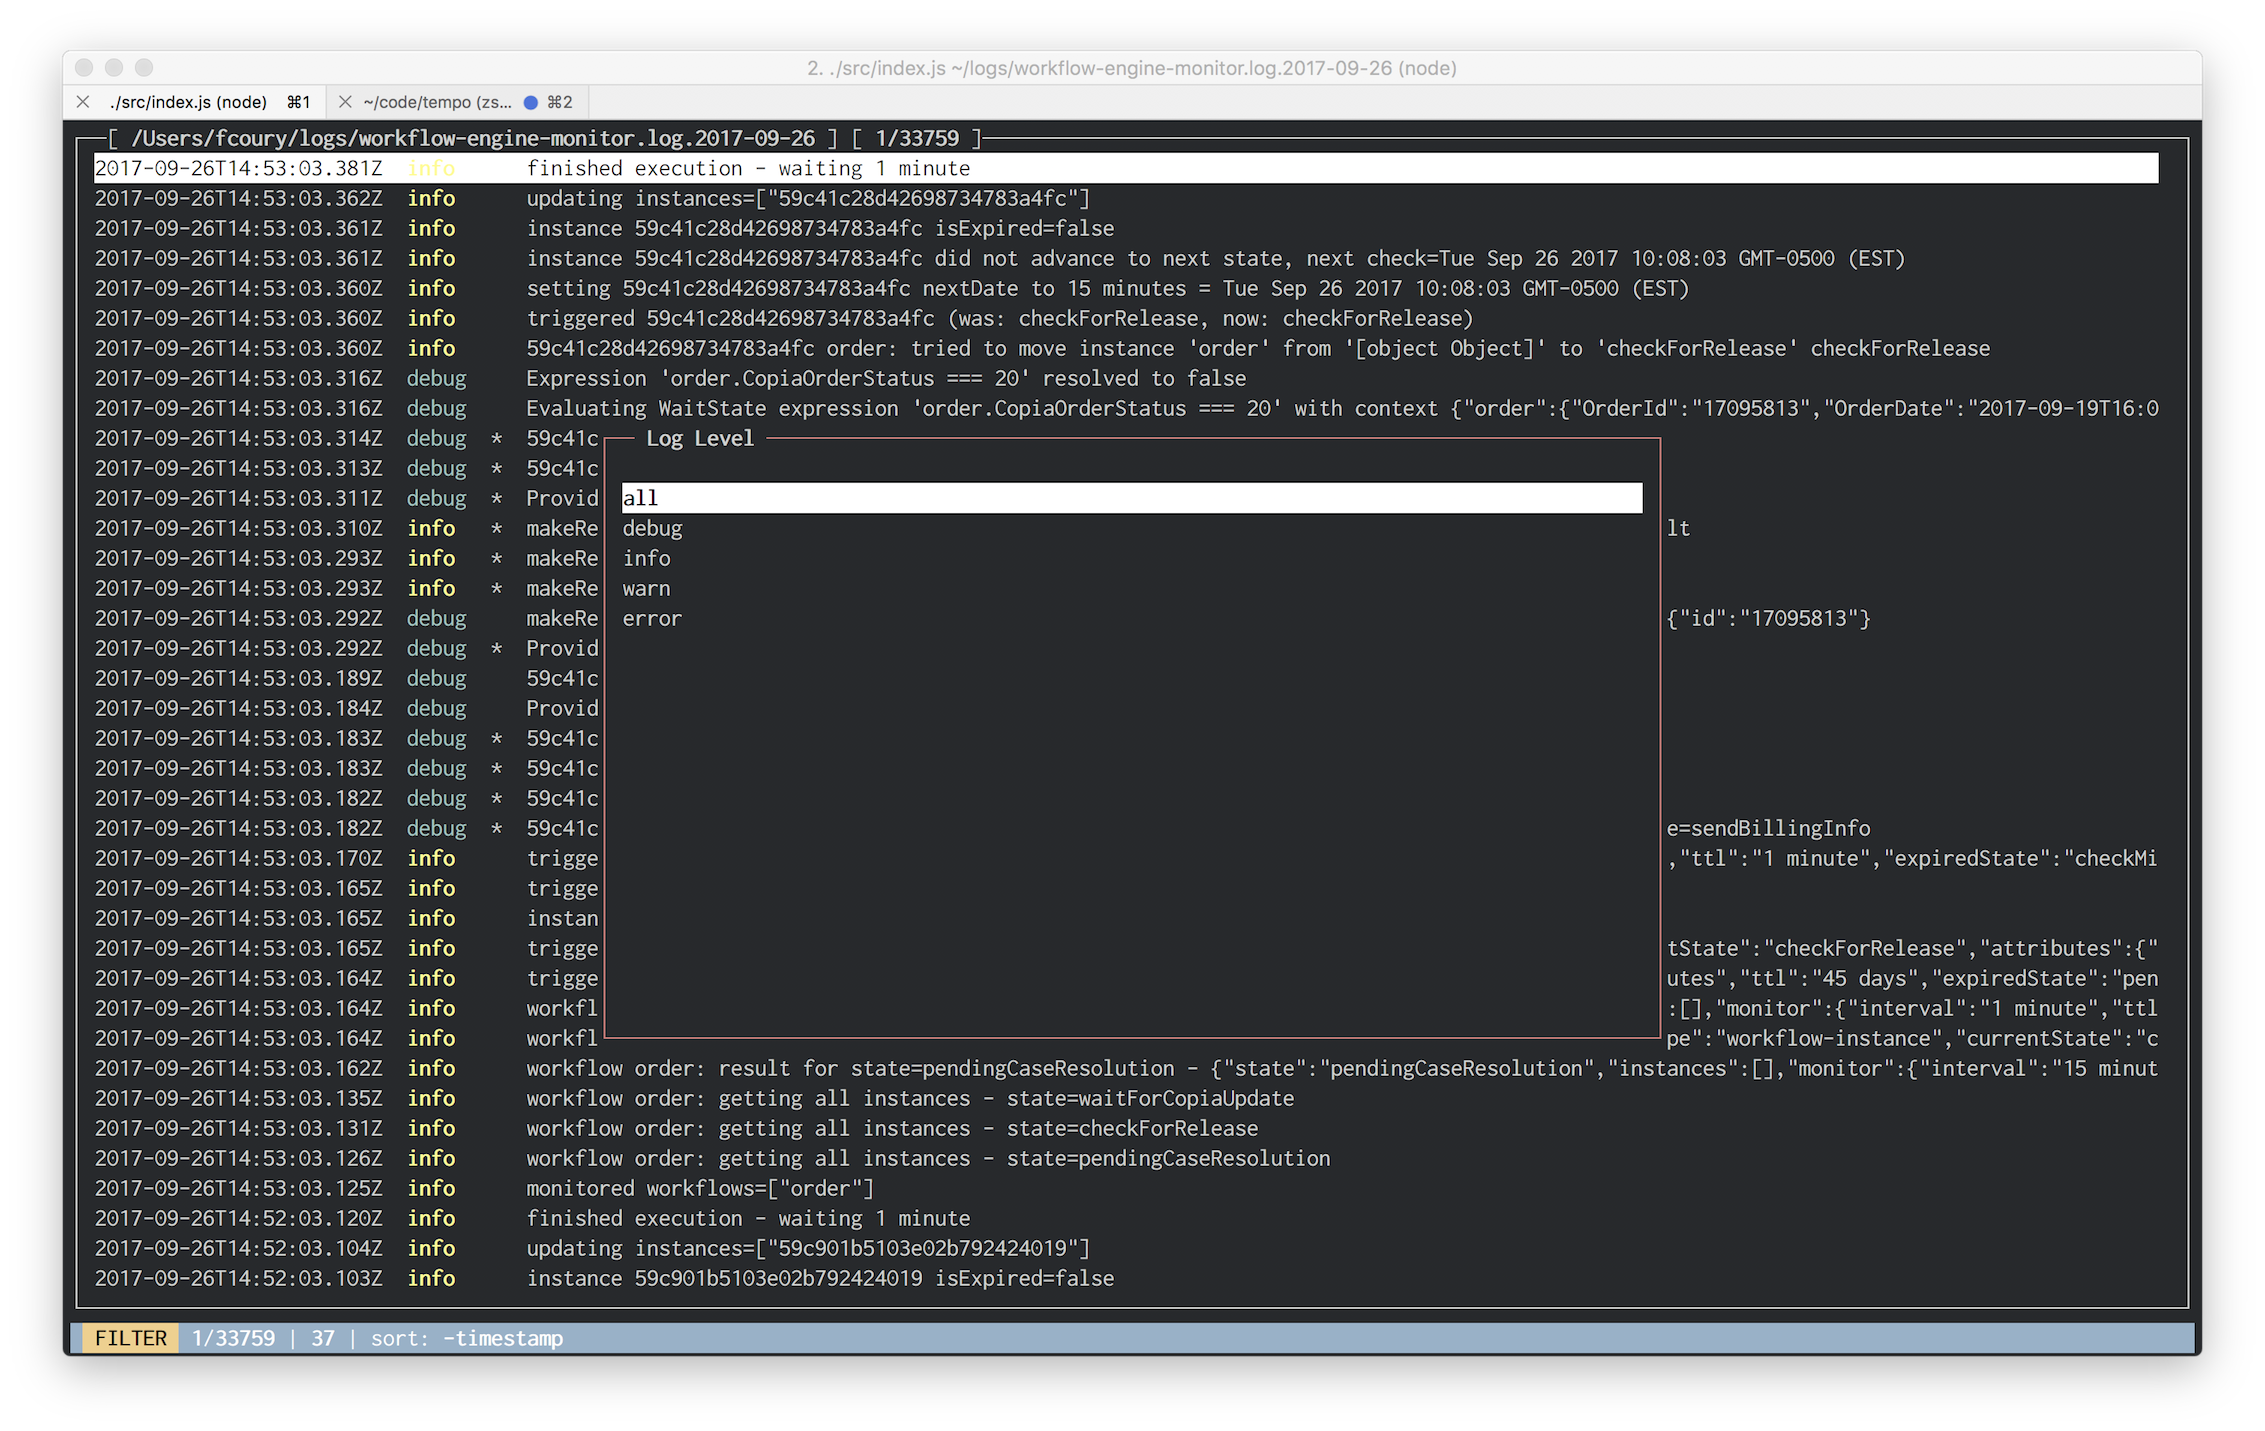 2. ./src/index.js ~/logs/workflow-engine-monitor.log.2017-09-26 (node)
./src/index.js (node) ⌘1 ~/code/tempo (zs... ⌘2
[ /Users/fcoury/logs/workflow-engine-monitor.log.2017-09-26 ] [ 1/33759 ]
2017-09-26T14:53:03.381Z info finished execution - waiting 1 minute
2017-09-26T14:53:03.362Z info updating instances=["59c41c28d42698734783a4fc"]
2017-09-26T14:53:03.361Z info instance 59c41c28d42698734783a4fc isExpired=false
2017-09-26T14:53:03.361Z info instance 59c41c28d42698734783a4fc did not advance to next state, next check=Tue Sep 26 2017 10:08:03 GMT-0500 (EST)
2017-09-26T14:53:03.360Z info setting 59c41c28d42698734783a4fc nextDate to 15 minutes = Tue Sep 26 2017 10:08:03 GMT-0500 (EST)
2017-09-26T14:53:03.360Z info triggered 59c41c28d42698734783a4fc (was: checkForRelease, now: checkForRelease)
2017-09-26T14:53:03.360Z info 59c41c28d42698734783a4fc order: tried to move instance 'order' from '[object Object]' to 'checkForRelease' checkForRelease
2017-09-26T14:53:03.316Z debug Expression 'order.CopiaOrderStatus === 20' resolved to false
2017-09-26T14:53:03.316Z debug Evaluating WaitState expression 'order.CopiaOrderStatus === 20' with context {"order":{"OrderId":"17095813","OrderDate":"2017-09-19T16:0
2017-09-26T14:53:03.314Z debug * 59c41c Log Level
2017-09-26T14:53:03.313Z debug * 59c41c
2017-09-26T14:53:03.311Z debug * Provid all
2017-09-26T14:53:03.310Z info * makeRe debug lt
2017-09-26T14:53:03.293Z info * makeRe info
2017-09-26T14:53:03.293Z info * makeRe warn
2017-09-26T14:53:03.292Z debug makeRe error {"id":"17095813"}
2017-09-26T14:53:03.292Z debug * Provid
2017-09-26T14:53:03.189Z debug 59c41c
2017-09-26T14:53:03.184Z debug Provid
2017-09-26T14:53:03.183Z debug * 59c41c
2017-09-26T14:53:03.183Z debug * 59c41c
2017-09-26T14:53:03.182Z debug * 59c41c
2017-09-26T14:53:03.182Z debug * 59c41c e=sendBillingInfo
2017-09-26T14:53:03.170Z info trigge ,"ttl":"1 minute","expiredState":"checkMi
2017-09-26T14:53:03.165Z info trigge
2017-09-26T14:53:03.165Z info instan
2017-09-26T14:53:03.165Z info trigge tState":"checkForRelease","attributes":{"
2017-09-26T14:53:03.164Z info trigge utes","ttl":"45 days","expiredState":"pen
2017-09-26T14:53:03.164Z info workfl :[],"monitor":{"interval":"1 minute","ttl
2017-09-26T14:53:03.164Z info workfl pe":"workflow-instance","currentState":"c
2017-09-26T14:53:03.162Z info workflow order: result for state=pendingCaseResolution - {"state":"pendingCaseResolution","instances":[],"monitor":{"interval":"15 minut
2017-09-26T14:53:03.135Z info workflow order: getting all instances - state=waitForCopiaUpdate
2017-09-26T14:53:03.131Z info workflow order: getting all instances - state=checkForRelease
2017-09-26T14:53:03.126Z info workflow order: getting all instances - state=pendingCaseResolution
2017-09-26T14:53:03.125Z info monitored workflows=["order"]
2017-09-26T14:52:03.120Z info finished execution - waiting 1 minute
2017-09-26T14:52:03.104Z info updating instances=["59c901b5103e02b792424019"]
2017-09-26T14:52:03.103Z info instance 59c901b5103e02b792424019 isExpired=false
FILTER 1/33759 | 37 | sort: -timestamp